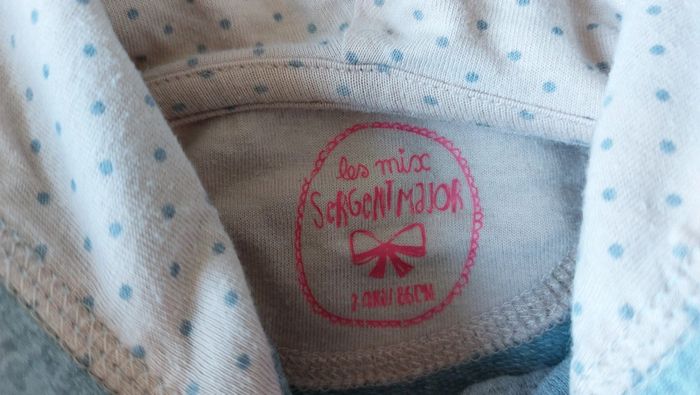 les mix
SERGENT MAJOR
2 ANS/ 86CM